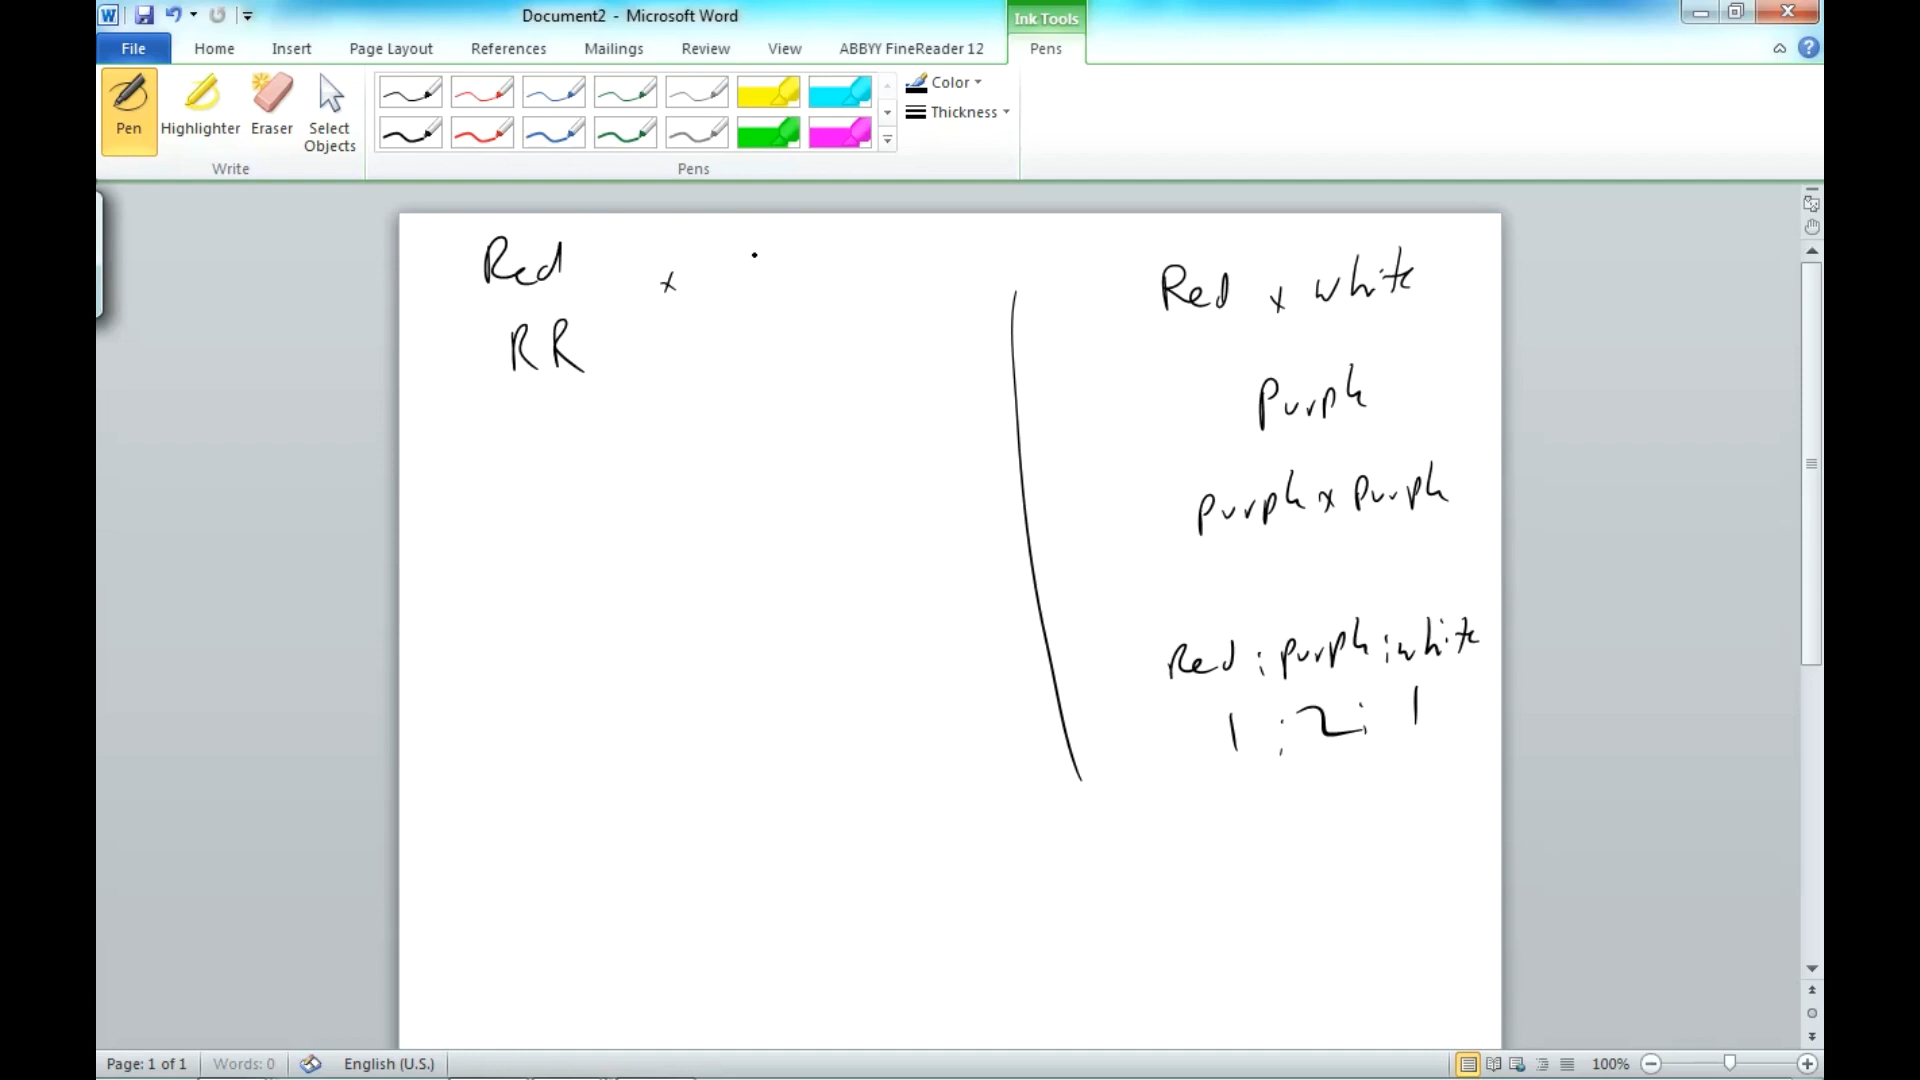 Document2 - Microsoft Word
Ink Tools
File Home Insert Page Layout References Mailings Review View ABBYY FineReader 12 Pens
Pen Highlighter Eraser Select Objects
Color
Thickness
Write Pens
Red x
RR
Red x white
Purple
Purple x Purple
Red : purple : white
1 : 2 : 1
Page: 1 of 1 Words: 0 English (U.S.) 100%